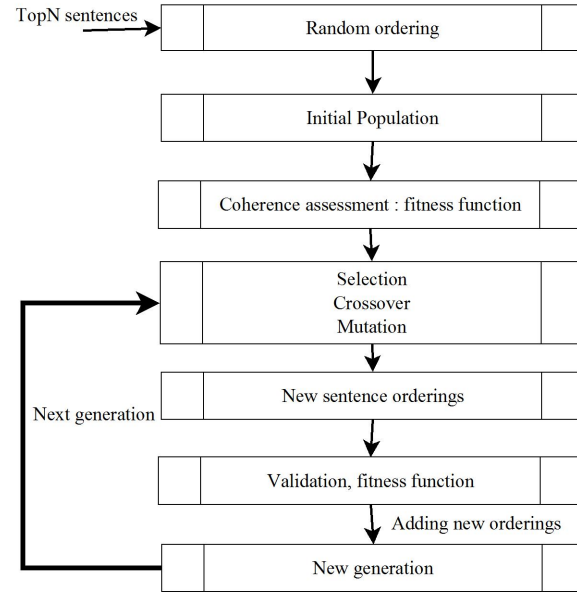 TopN sentences
Random ordering
Initial Population
Coherence assessment : fitness function
Selection
Crossover
Mutation
New sentence orderings
Next generation
Validation, fitness function
Adding new orderings
New generation